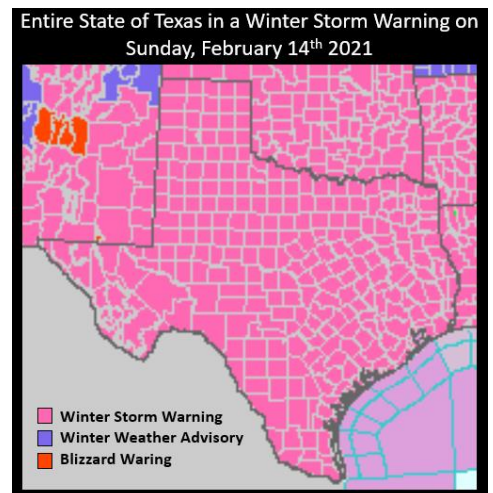 Entire State of Texas in a Winter Storm Warning on
Sunday, February 14th 2021
Winter Storm Warning
Winter Weather Advisory
Blizzard Waring